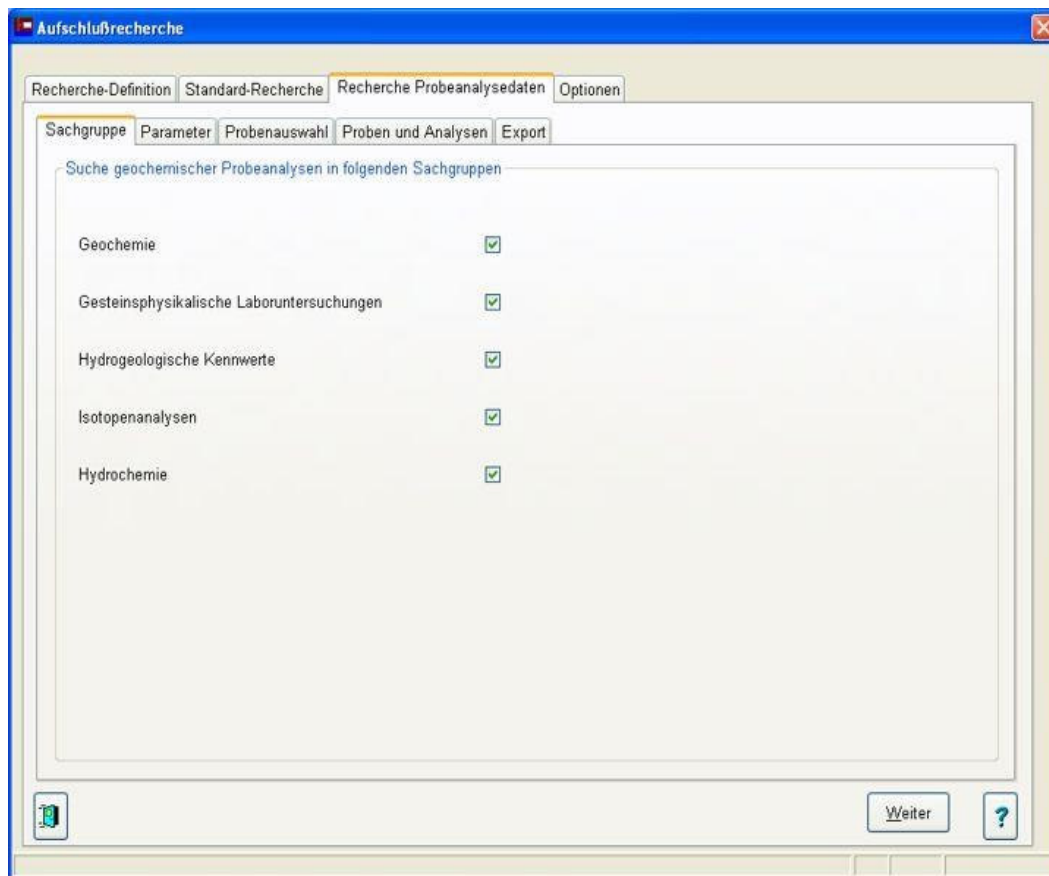 Aufschlußrecherche
Recherche-Definition Standard-Recherche Recherche Probeanalysedaten Optionen
Sachgruppe Parameter Probenauswahl Proben und Analysen Export
Suche geochemischer Probeanalysen in folgenden Sachgruppen
Geochemie
Gesteinsphysikalische Laboruntersuchungen
Hydrogeologische Kennwerte
Isotopenanalysen
Hydrochemie
Weiter ?